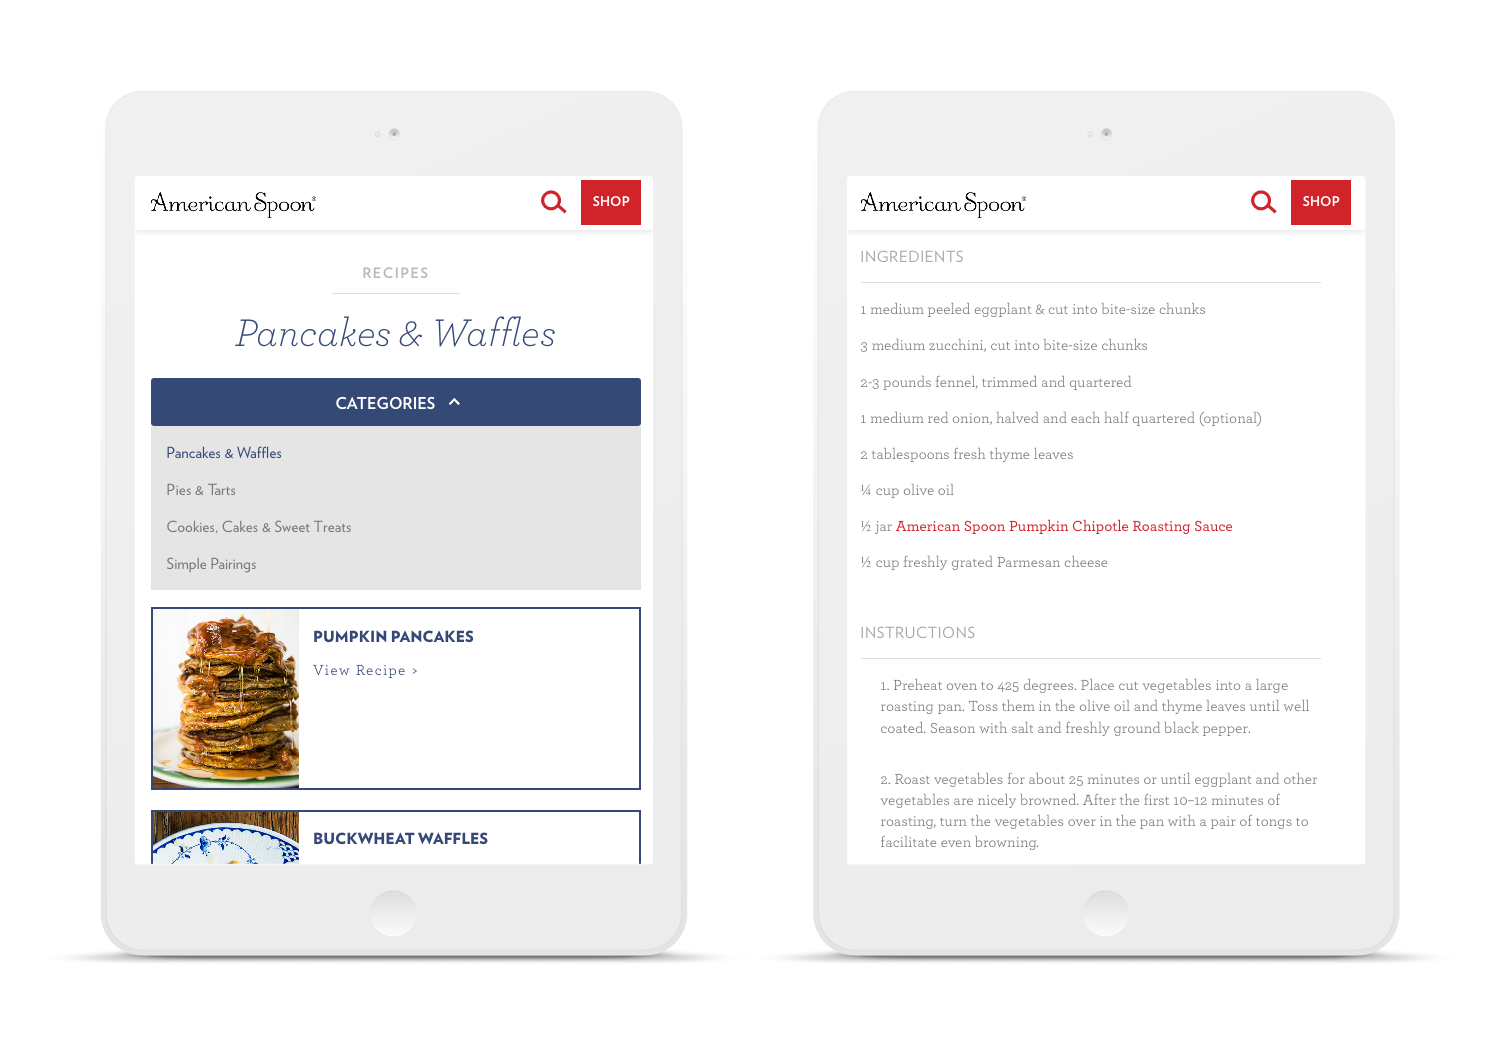 American Spoon®
SHOP
RECIPES
Pancakes & Waffles
CATEGORIES
Pancakes & Waffles
Pies & Tarts
Cookies, Cakes & Sweet Treats
Simple Pairings
PUMPKIN PANCAKES
View Recipe >
BUCKWHEAT WAFFLES
American Spoon®
SHOP
INGREDIENTS
1 medium peeled eggplant & cut into bite-size chunks
3 medium zucchini, cut into bite-size chunks
2-3 pounds fennel, trimmed and quartered
1 medium red onion, halved and each half quartered (optional)
2 tablespoons fresh thyme leaves
¼ cup olive oil
½ jar American Spoon Pumpkin Chipotle Roasting Sauce
½ cup freshly grated Parmesan cheese
INSTRUCTIONS
1. Preheat oven to 425 degrees. Place cut vegetables into a large
roasting pan. Toss them in the olive oil and thyme leaves until well
coated. Season with salt and freshly ground black pepper.
2. Roast vegetables for about 25 minutes or until eggplant and other
vegetables are nicely browned. After the first 10–12 minutes of
roasting, turn the vegetables over in the pan with a pair of tongs to
facilitate even browning.